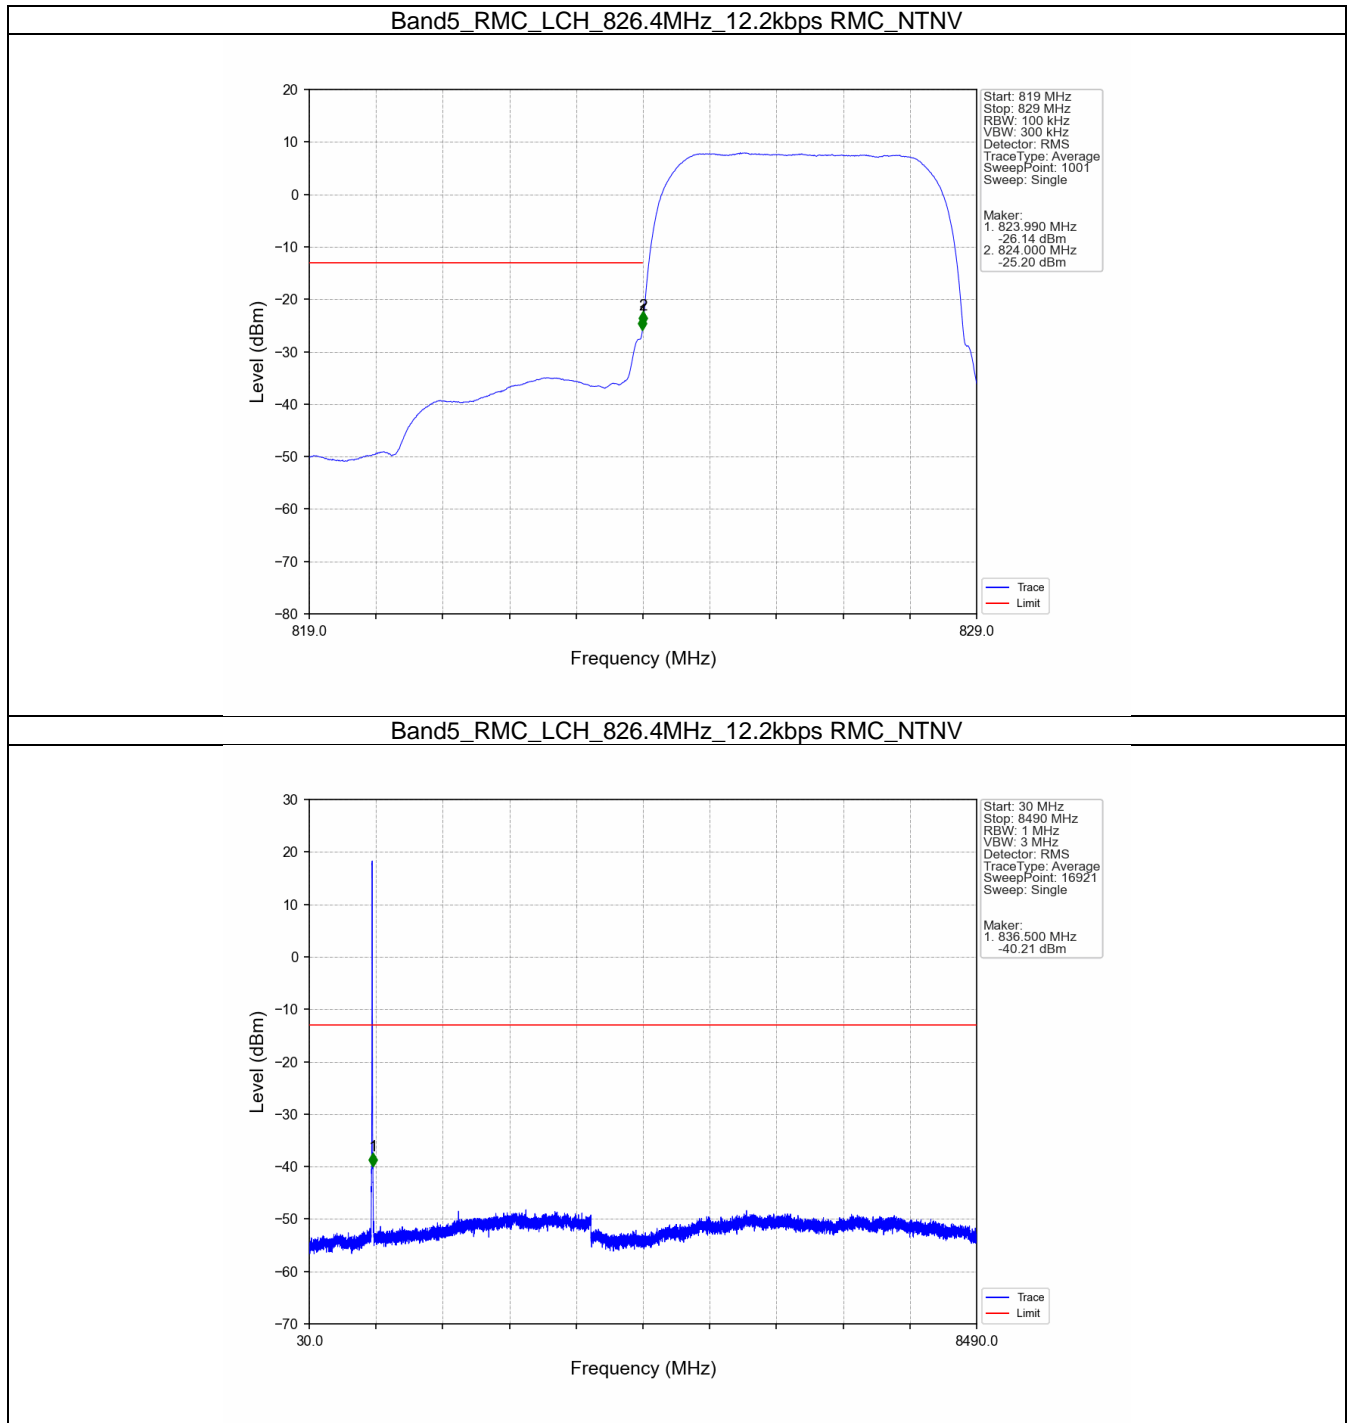 Band5_RMC_LCH_826.4MHz_12.2kbps RMC_NTNV
20
10
0
−10
−20
−30
−40
−50
−60
−70
−80
Level (dBm)
819.0
829.0
Frequency (MHz)
2
Start: 819 MHz
Stop: 829 MHz
RBW: 100 kHz
VBW: 300 kHz
Detector: RMS
TraceType: Average
SweepPoint: 1001
Sweep: Single
Maker:
1. 823.990 MHz
-26.14 dBm
2. 824.000 MHz
-25.20 dBm
Trace
Limit
Band5_RMC_LCH_826.4MHz_12.2kbps RMC_NTNV
30
20
10
0
−10
−20
−30
−40
−50
−60
−70
Level (dBm)
30.0
8490.0
Frequency (MHz)
1
Start: 30 MHz
Stop: 8490 MHz
RBW: 1 MHz
VBW: 3 MHz
Detector: RMS
TraceType: Average
SweepPoint: 16921
Sweep: Single
Maker:
1. 836.500 MHz
-40.21 dBm
Trace
Limit